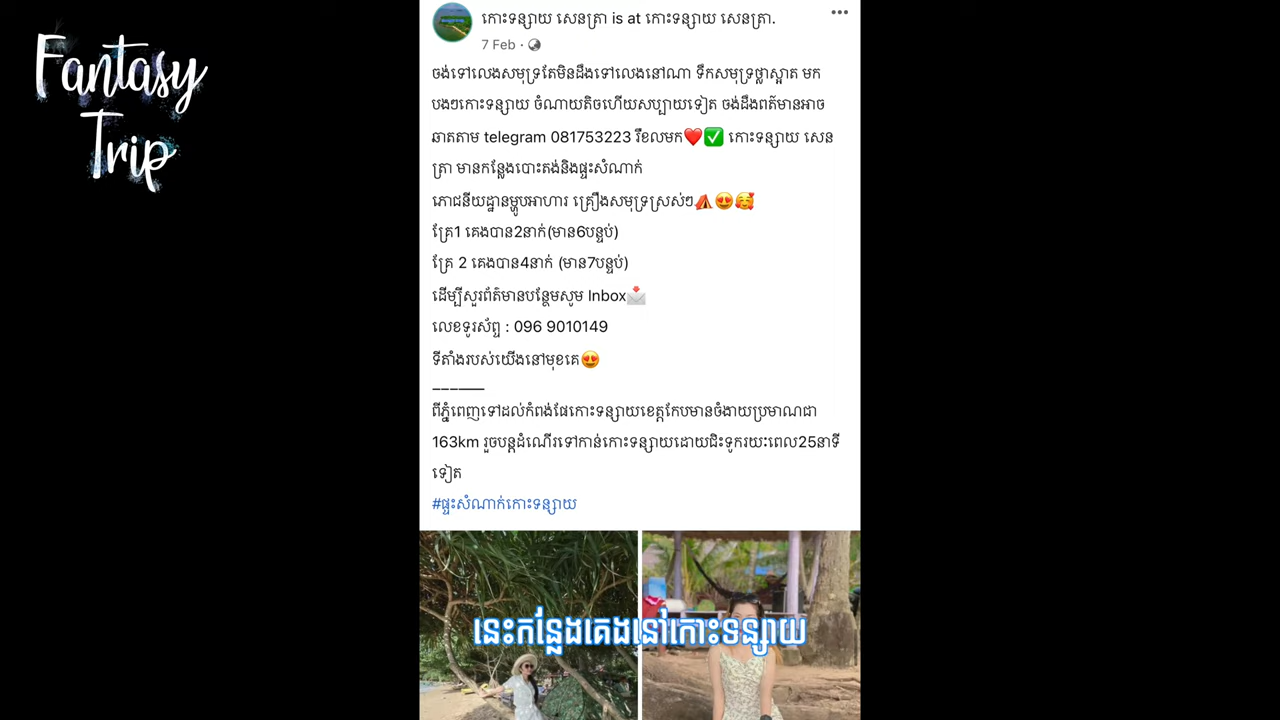 Fantasy
Trip
កោះទន្សាយ សេនត្រា is at កោះទន្សាយ សេនត្រា.
7 Feb ·
ចង់ទៅលេងសមុទ្រតែមិនដឹងទៅលេងនៅណា ទឹកសមុទ្រថ្លាស្អាត មក
បងៗកោះទន្សាយ ចំណាយតិចហើយសប្បាយទៀត ចង់ដឹងពត៌មានអាច
ឆាតតាម telegram 081753223 រឺខលមក❤️✅ កោះទន្សាយ សេន
ត្រា មានកន្លែងបោះតង់និងផ្ទះសំណាក់
ភោជនីយដ្ឋានម្ហូបអាហារ គ្រឿងសមុទ្រស្រស់ៗ⛺😍🥰
គ្រែ1 គេងបាន2នាក់(មាន6បន្ទប់)
គ្រែ 2 គេងបាន4នាក់ (មាន7បន្ទប់)
ដើម្បីសួរព័ត៌មានបន្ថែមសូម Inbox📩
លេខទូរស័ព្ទ : 096 9010149
ទីតាំងរបស់យើងនៅមុខគេ😍
______
ពីភ្នំពេញទៅដល់កំពង់ផែកោះទន្សាយខេត្តកែបមានចំងាយប្រមាណជា
163km រួចបន្តដំណើរទៅកាន់កោះទន្សាយដោយជិះទូករយៈពេល25នាទី
ទៀត
#ផ្ទះសំណាក់កោះទន្សាយ
នេះកន្លែងគេងនៅកោះទន្សាយ